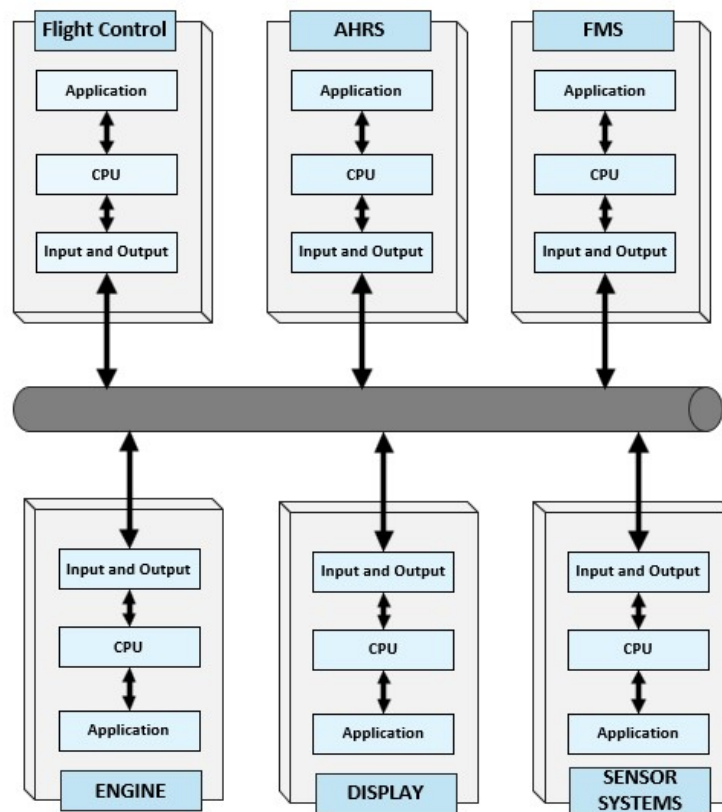 Flight Control
AHRS
FMS
Application
Application
Application
CPU
CPU
CPU
Input and Output
Input and Output
Input and Output
Input and Output
Input and Output
Input and Output
CPU
CPU
CPU
Application
Application
Application
ENGINE
DISPLAY
SENSOR
SYSTEMS